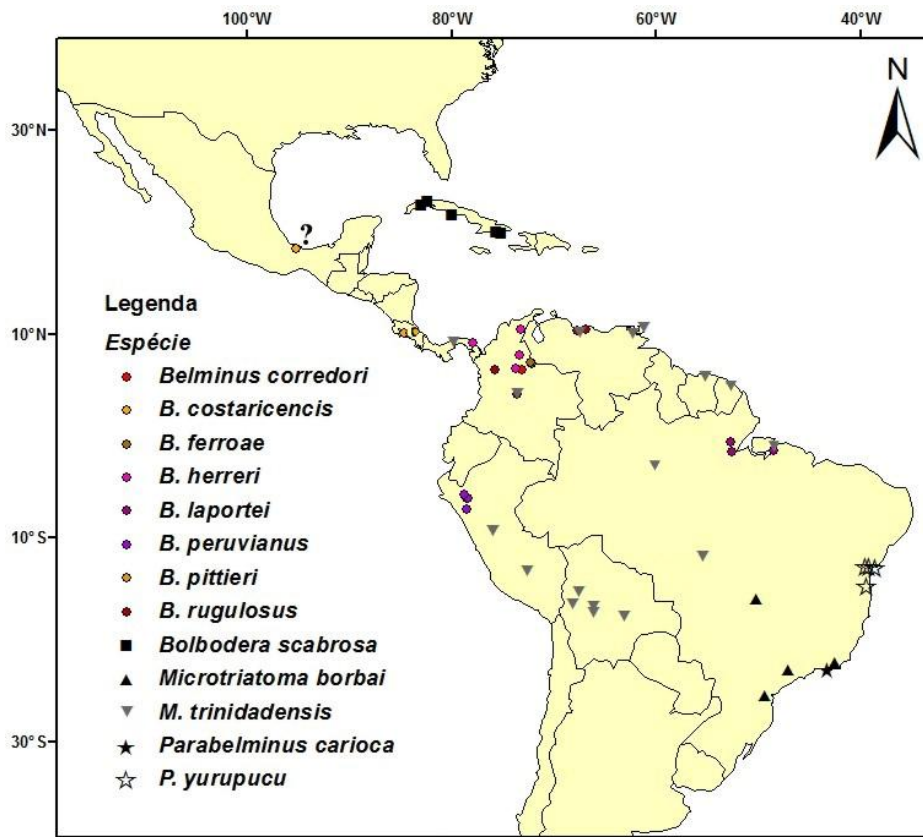 100°W 80°W 60°W 40°W
N
30°N
?
10°N
10°S
30°S
Legenda
Espécie
Belminus corredori
B. costaricencis
B. ferroae
B. herreri
B. laportei
B. peruvianus
B. pittieri
B. rugulosus
Bolbodera scabrosa
Microtriatoma borbai
M. trinidadensis
Parabelminus carioca
P. yurupucu